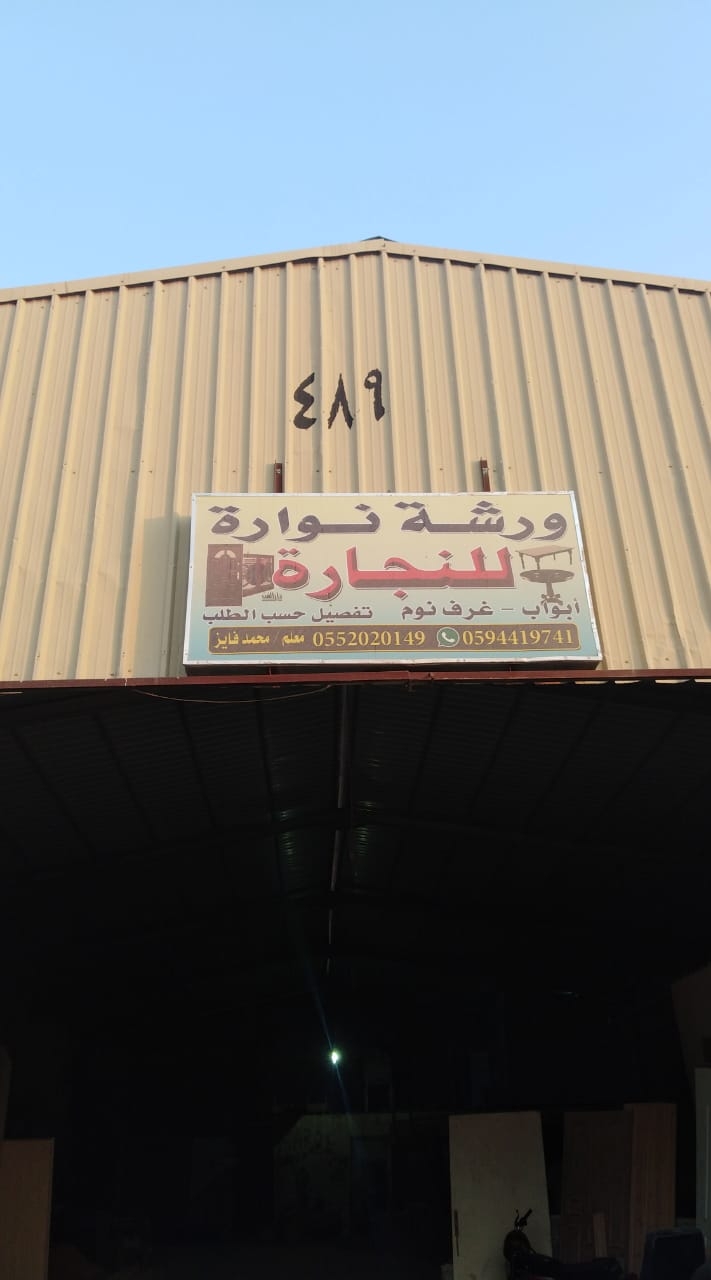 ٤٨٩
ورشة نوارة
للنجارة
أبواب - غرف نوم تفصيل حسب الطلب
0594419741 0552020149 معلم / محمد فايز